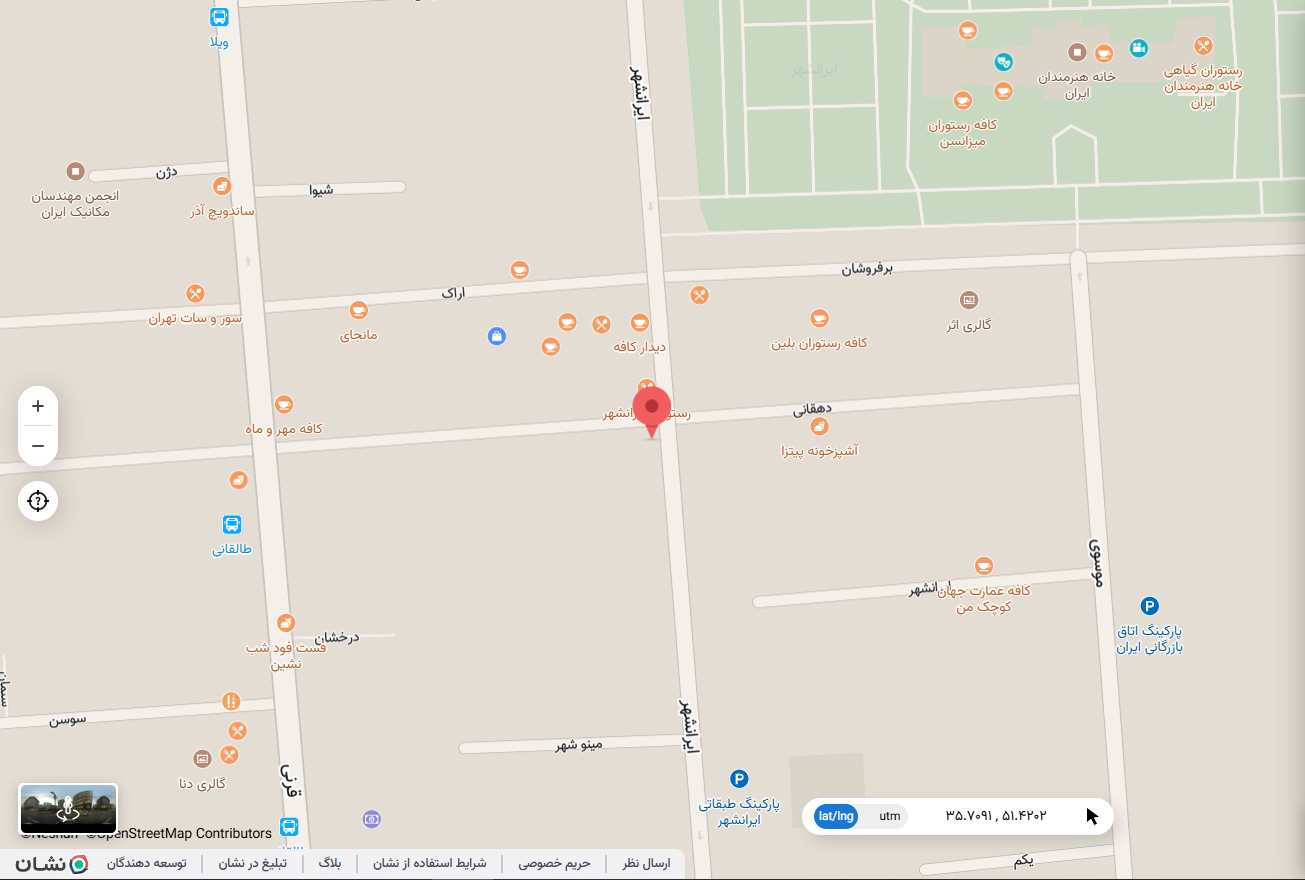 ویلا
ایرانشهر
ایرانشهر
خانه هنرمندان
ایران
رستوران گیاهی
خانه هنرمندان
ایران
کافه رستوران
میزانسن
دژن
شیوا
انجمن مهندسان
مکانیک ایران
ساندویچ آذر
برفروشان
اراک
سور و سات تهران
مانجای
دیدار کافه
کافه رستوران بلین
گالری اثر
دهقانی
کافه مهر و ماه
آشپزخونه پیتزا
+
−
?
طالقانی
موسوی
ایرانشهر
کافه عمارت جهان
کوچک من
P
پارکینگ اتاق
بازرگانی ایران
درخشان
فست فود شب
نشین
سوسن
ایرانشهر
مینو شهر
قرنی
گالری دنا
P
پارکینگ طبقاتی
ایرانشهر
lat/lng utm ۳۵.۷۰۹۱ , ۵۱.۴۲۰۲
©Neshan ©OpenStreetMap Contributors
یکم
نشان
توسعه دهندگان
تبلیغ در نشان
بلاگ
شرایط استفاده از نشان
حریم خصوصی
ارسال نظر